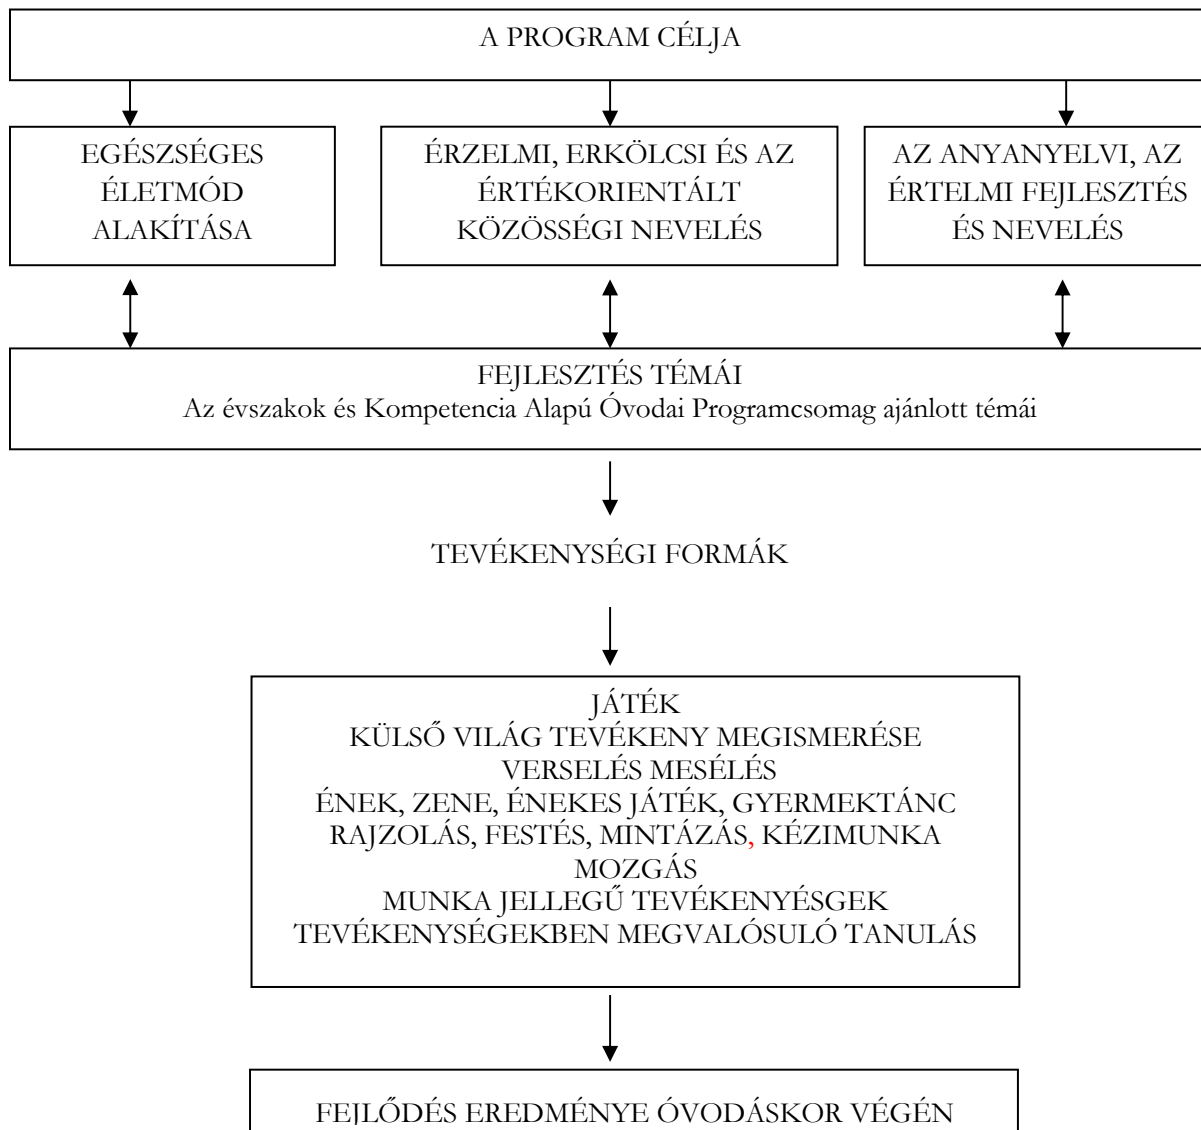 A PROGRAM CÉLJA
EGÉSZSÉGES
ÉLETMÓD
ALAKÍTÁSA
ÉRZELMI, ERKÖLCSI ÉS AZ
ÉRTÉKORIENTÁLT
KÖZÖSSÉGI NEVELÉS
AZ ANYANYELVI, AZ
ÉRTELMI FEJLESZTÉS
ÉS NEVELÉS
FEJLESZTÉS TÉMÁI
Az évszakok és Kompetencia Alapú Óvodai Programcsomag ajánlott témái
TEVÉKENYSÉGI FORMÁK
JÁTÉK
KÜLSŐ VILÁG TEVÉKENY MEGISMERÉSE
VERSELÉS MESÉLÉS
ÉNEK, ZENE, ÉNEKES JÁTÉK, GYERMEKTÁNC
RAJZOLÁS, FESTÉS, MINTÁZÁS, KÉZIMUNKA
MOZGÁS
MUNKA JELLEGŰ TEVÉKENYÉSGEK
TEVÉKENYSÉGEKBEN MEGVALÓSULÓ TANULÁS
FEJLŐDÉS EREDMÉNYE ÓVODÁSKOR VÉGÉN